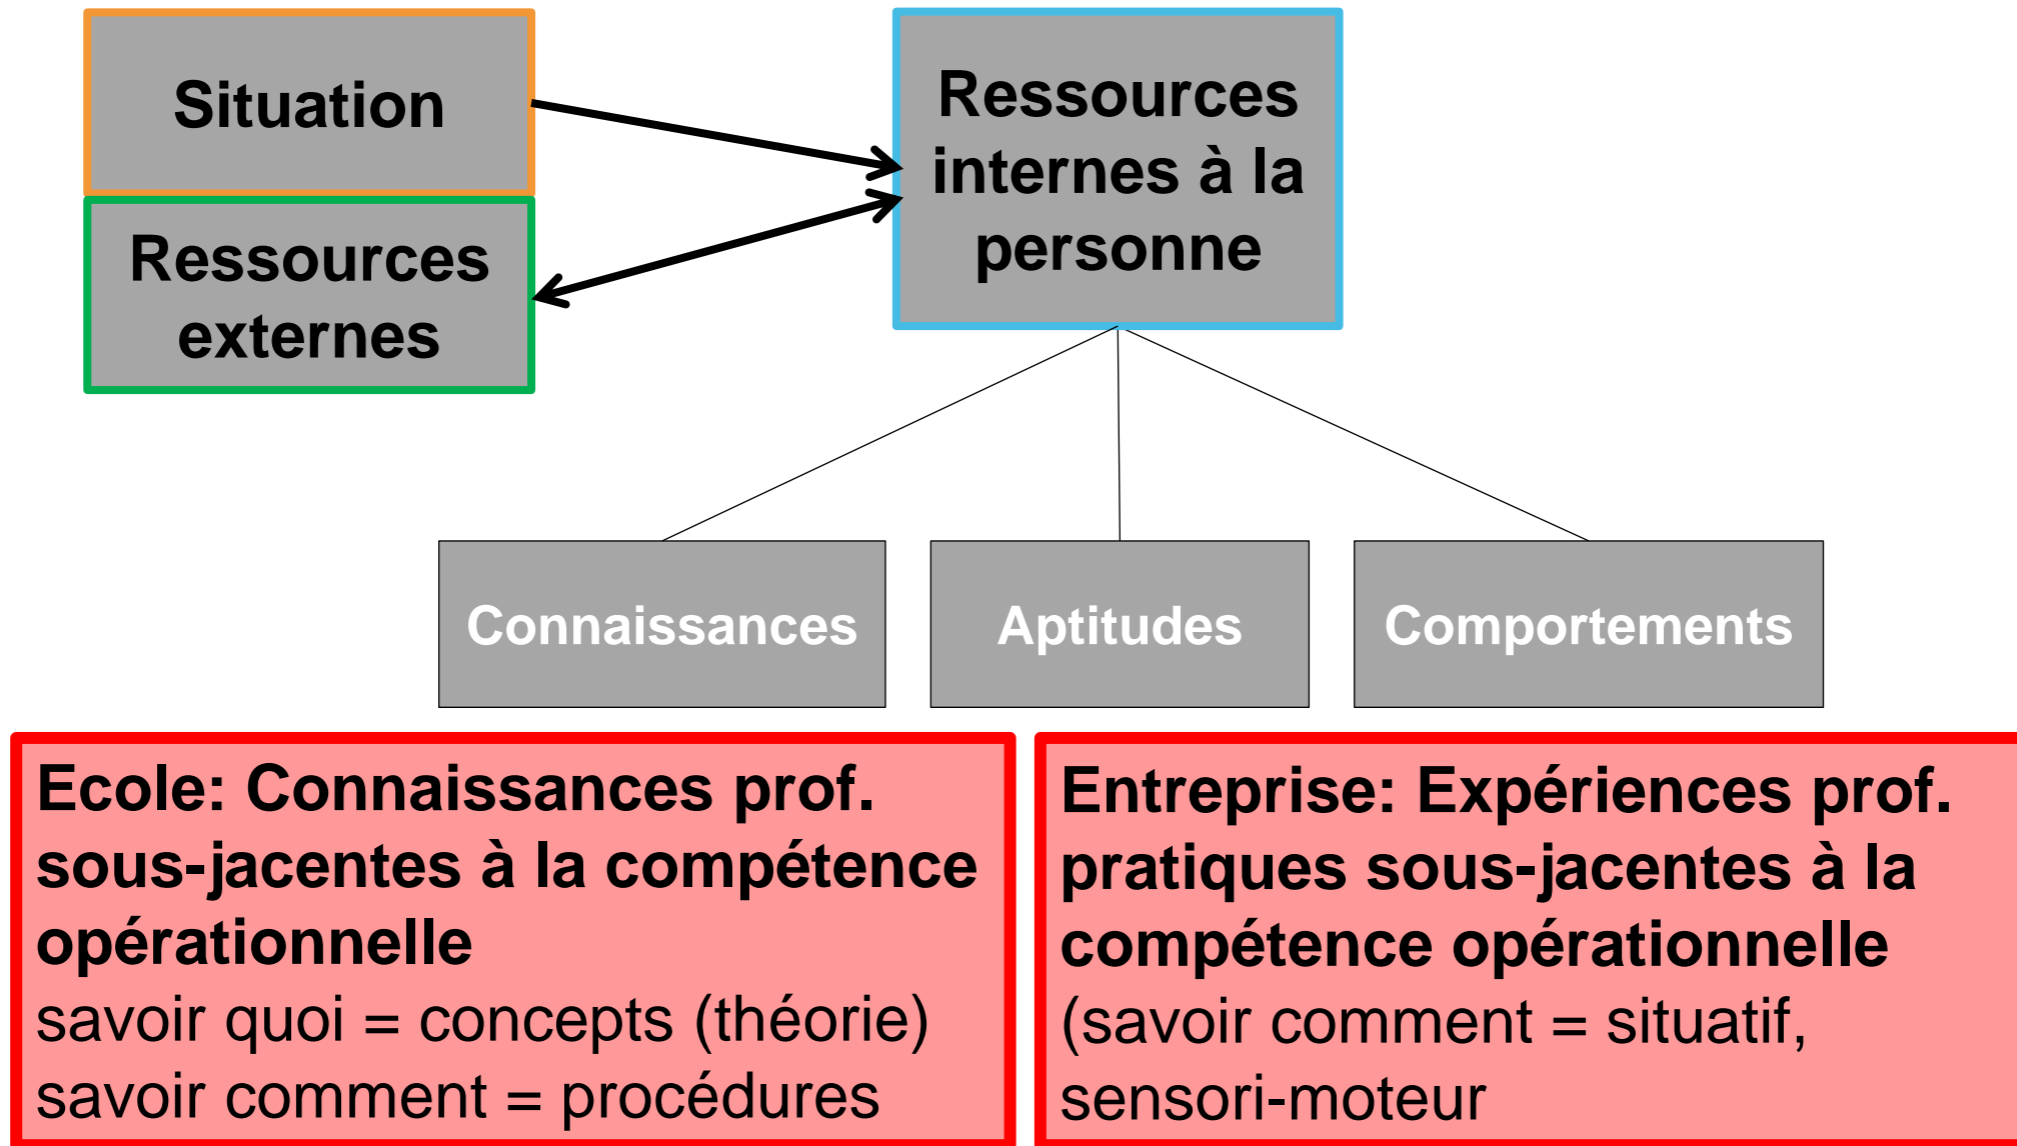 Situation
Ressources
externes
Ressources
internes à la
personne
Connaissances
Aptitudes
Comportements
Ecole: Connaissances prof.
sous-jacentes à la compétence
opérationnelle
savoir quoi = concepts (théorie)
savoir comment = procédures
Entreprise: Expériences prof.
pratiques sous-jacentes à la
compétence opérationnelle
(savoir comment = situatif,
sensori-moteur